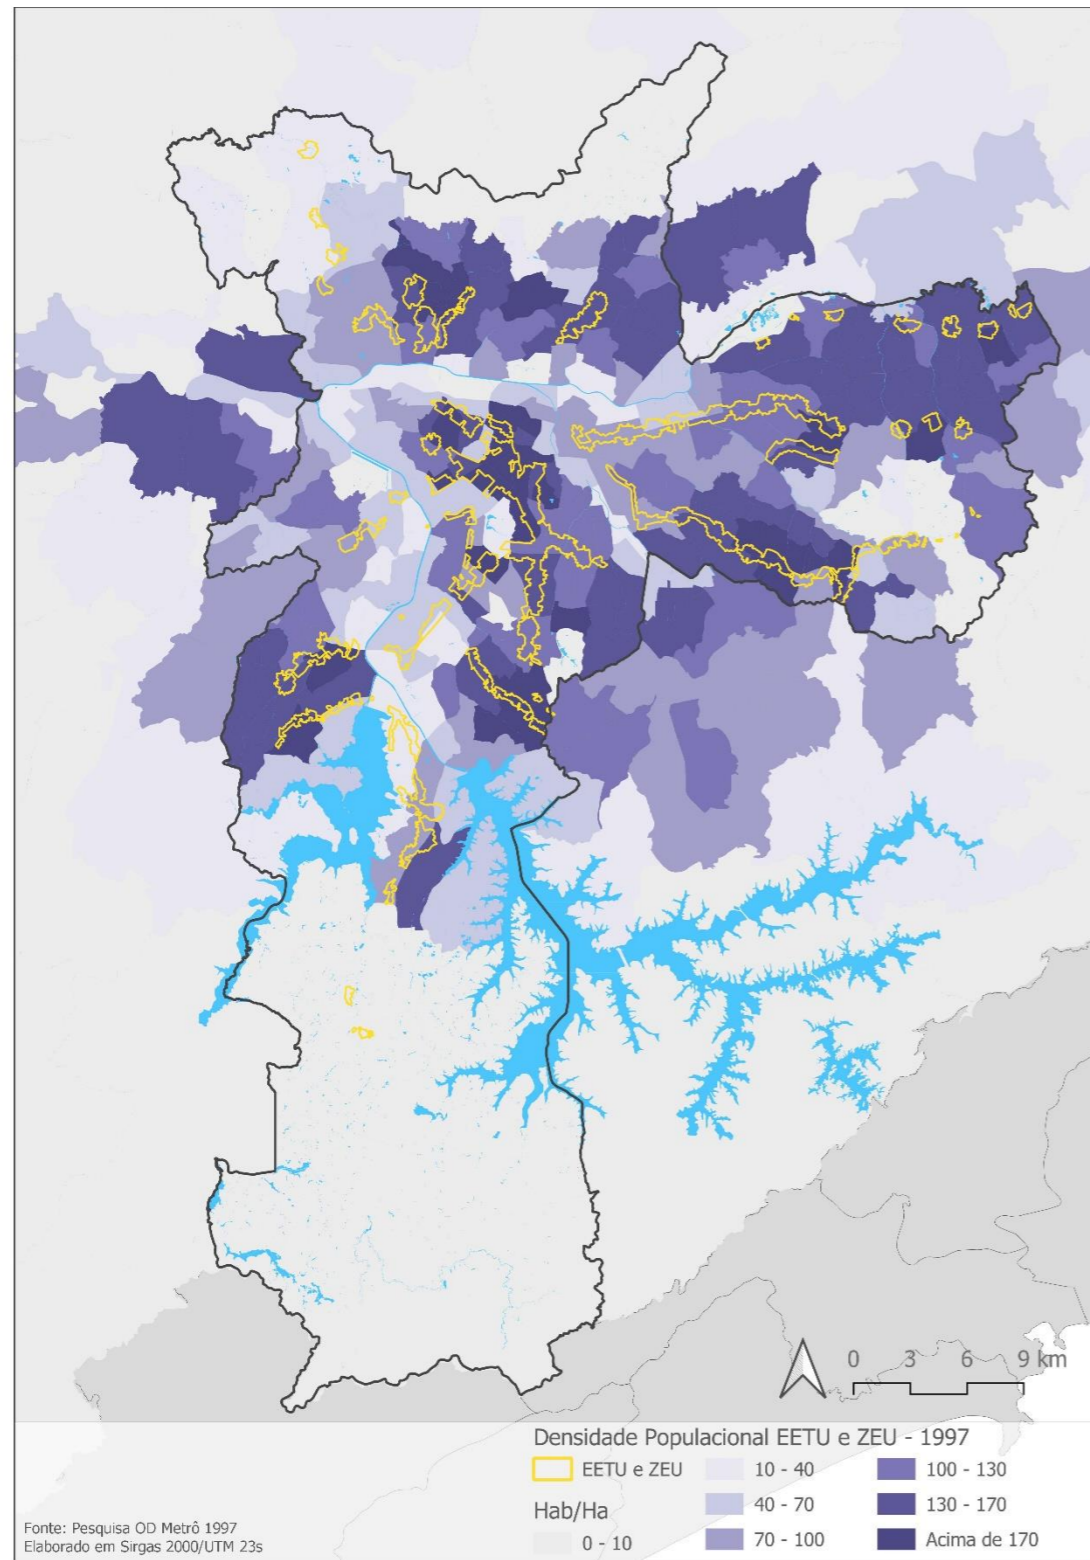 0 3 6 9 km
Densidade Populacional EETU e ZEU - 1997
EETU e ZEU
Hab/Ha
0 - 10
10 - 40
40 - 70
70 - 100
100 - 130
130 - 170
Acima de 170
Fonte: Pesquisa OD Metrô 1997
Elaborado em Sirgas 2000/UTM 23s